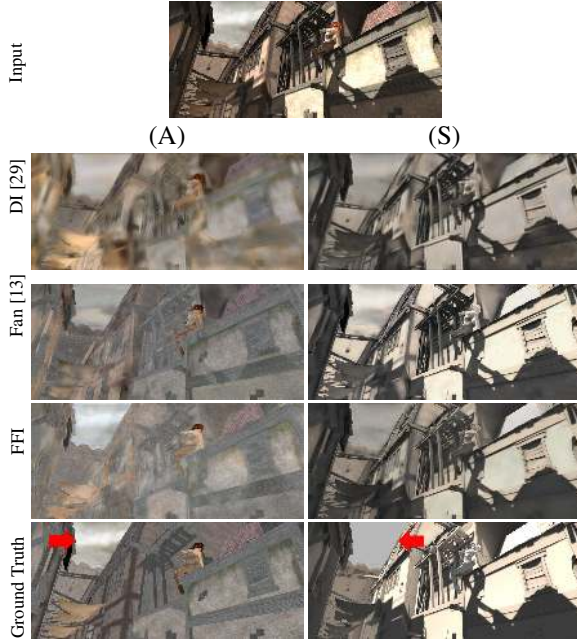 Input
(A) (S)
DI [29]
Fan [13]
FFI
Ground Truth